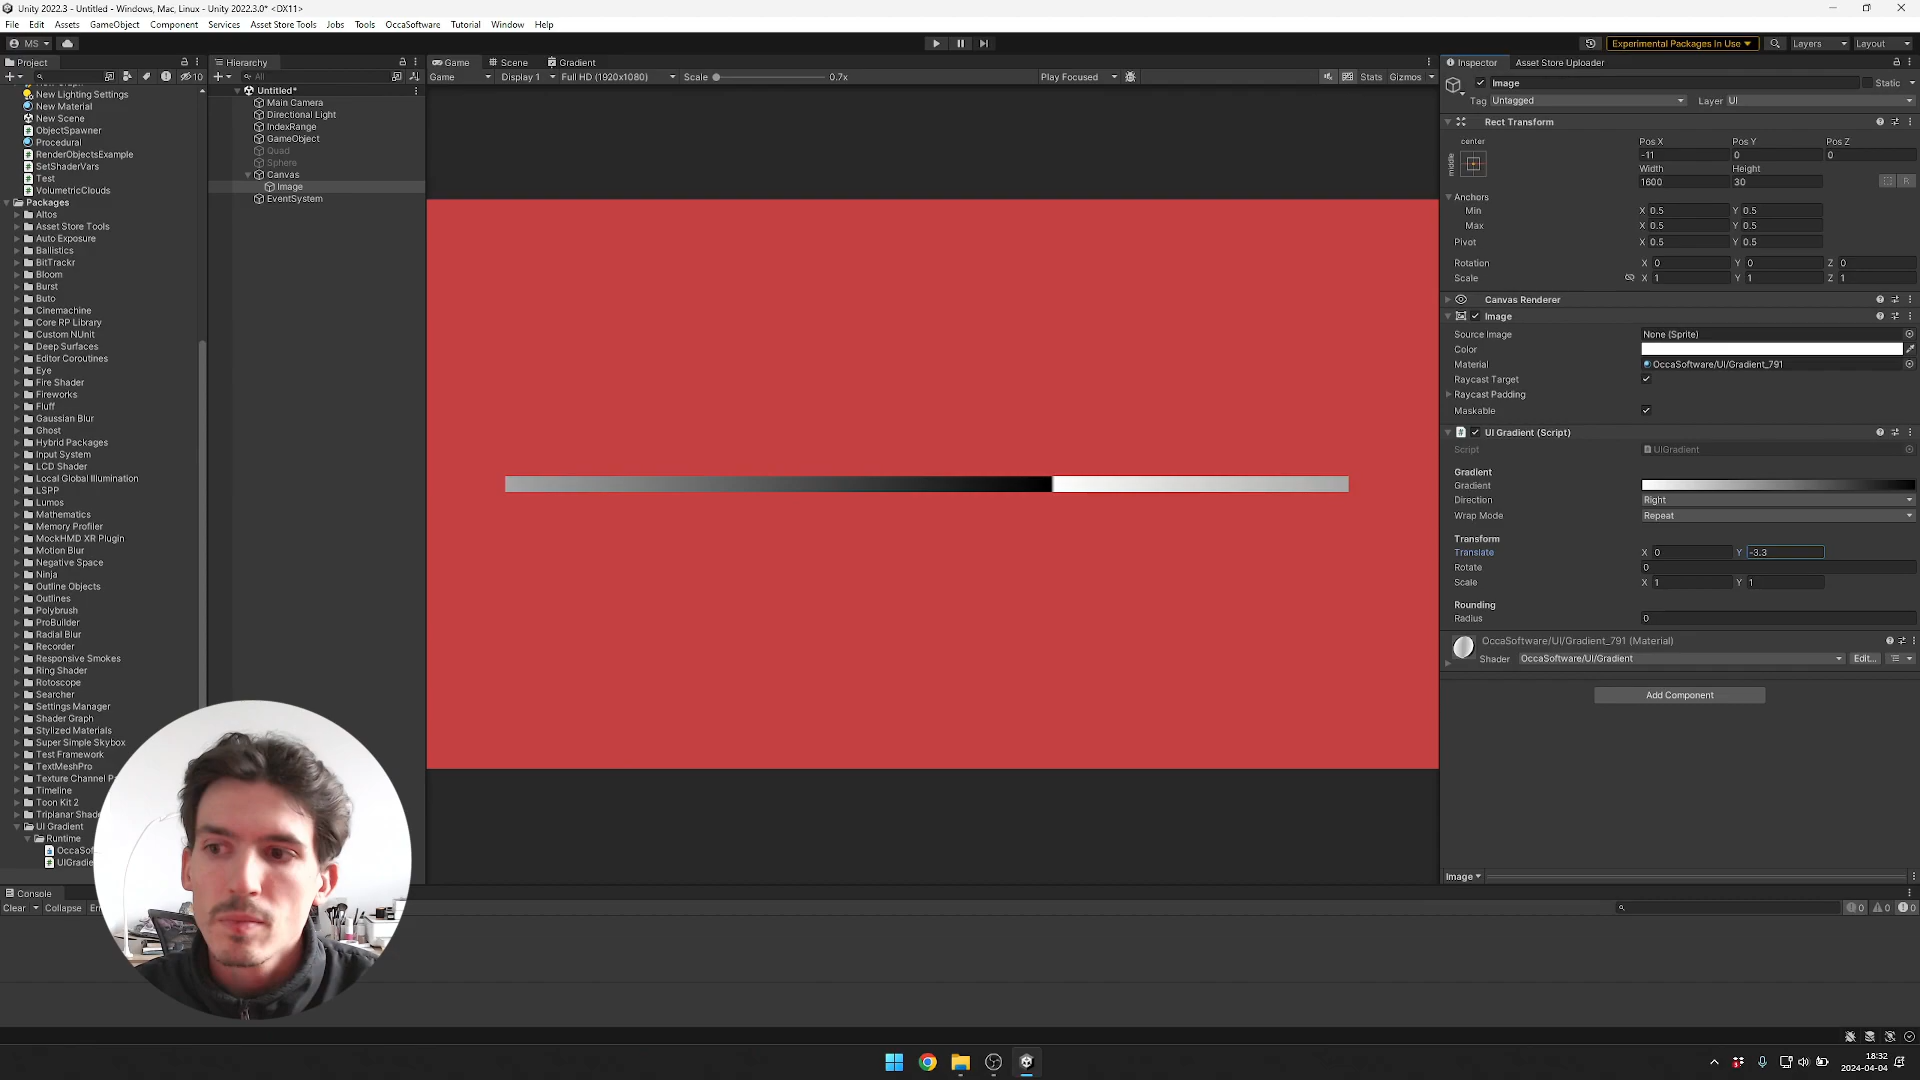 Unity 2022.3 - Untitled - Windows, Mac, Linux - Unity 2022.3.0* <DX11>
File Edit Assets GameObject Component Services Asset Store Tools Jobs Tools OccaSoftware Tutorial Window Help
MS Experimental Packages In Use Layers Layout
Project
10
New Lighting Settings
New Material
New Scene
ObjectSpawner
Procedural
RenderObjectsExample
SetShaderVars
Test
VolumetricClouds
Packages
Altos
Asset Store Tools
Auto Exposure
Ballistics
BitTrackr
Bloom
Burst
Buto
Cinemachine
Core RP Library
Custom NUnit
Deep Surfaces
Editor Coroutines
Eye
Fire Shader
Fireworks
Fluff
Gaussian Blur
Ghost
Hybrid Packages
Input System
LCD Shader
Local Global Illumination
LSPP
Lumos
Mathematics
Memory Profiler
MockHMD XR Plugin
Motion Blur
Negative Space
Ninja
Outline Objects
Outlines
Polybrush
ProBuilder
Radial Blur
Recorder
Responsive Smokes
Ring Shader
Rotoscope
Searcher
Settings Manager
Shader Graph
Stylized Materials
Super Simple Skybox
Test Framework
TextMeshPro
Texture Channel P
Timeline
Toon Kit 2
Triplanar Shade
UI Gradient
Runtime
OccaSof
UIGradie
Hierarchy
All
Untitled*
Main Camera
Directional Light
IndexRange
GameObject
Quad
Sphere
Canvas
Image
EventSystem
Game Scene Gradient
Game Display 1 Full HD (1920x1080) Scale 0.7x Play Focused Stats Gizmos
Inspector Asset Store Uploader
Image Static
Tag Untagged Layer UI
Rect Transform
center
middle
Pos X Pos Y Pos Z
-11 0 0
Width Height
1600 30
R
Anchors
Min X 0.5 Y 0.5
Max X 0.5 Y 0.5
Pivot X 0.5 Y 0.5
Rotation X 0 Y 0 Z 0
Scale X 1 Y 1 Z 1
Canvas Renderer
Image
Source Image None (Sprite)
Color
Material OccaSoftware/UI/Gradient_791
Raycast Target
Raycast Padding
Maskable
UI Gradient (Script)
Script UIGradient
Gradient
Gradient
Direction Right
Wrap Mode Repeat
Transform
Translate X 0 Y -3.3
Rotate 0
Scale X 1 Y 1
Rounding
Radius 0
OccaSoftware/UI/Gradient_791 (Material)
Shader OccaSoftware/UI/Gradient Edit...
Add Component
Image
Console
Clear Collapse Er
0 0 0
18:32
2024-04-04